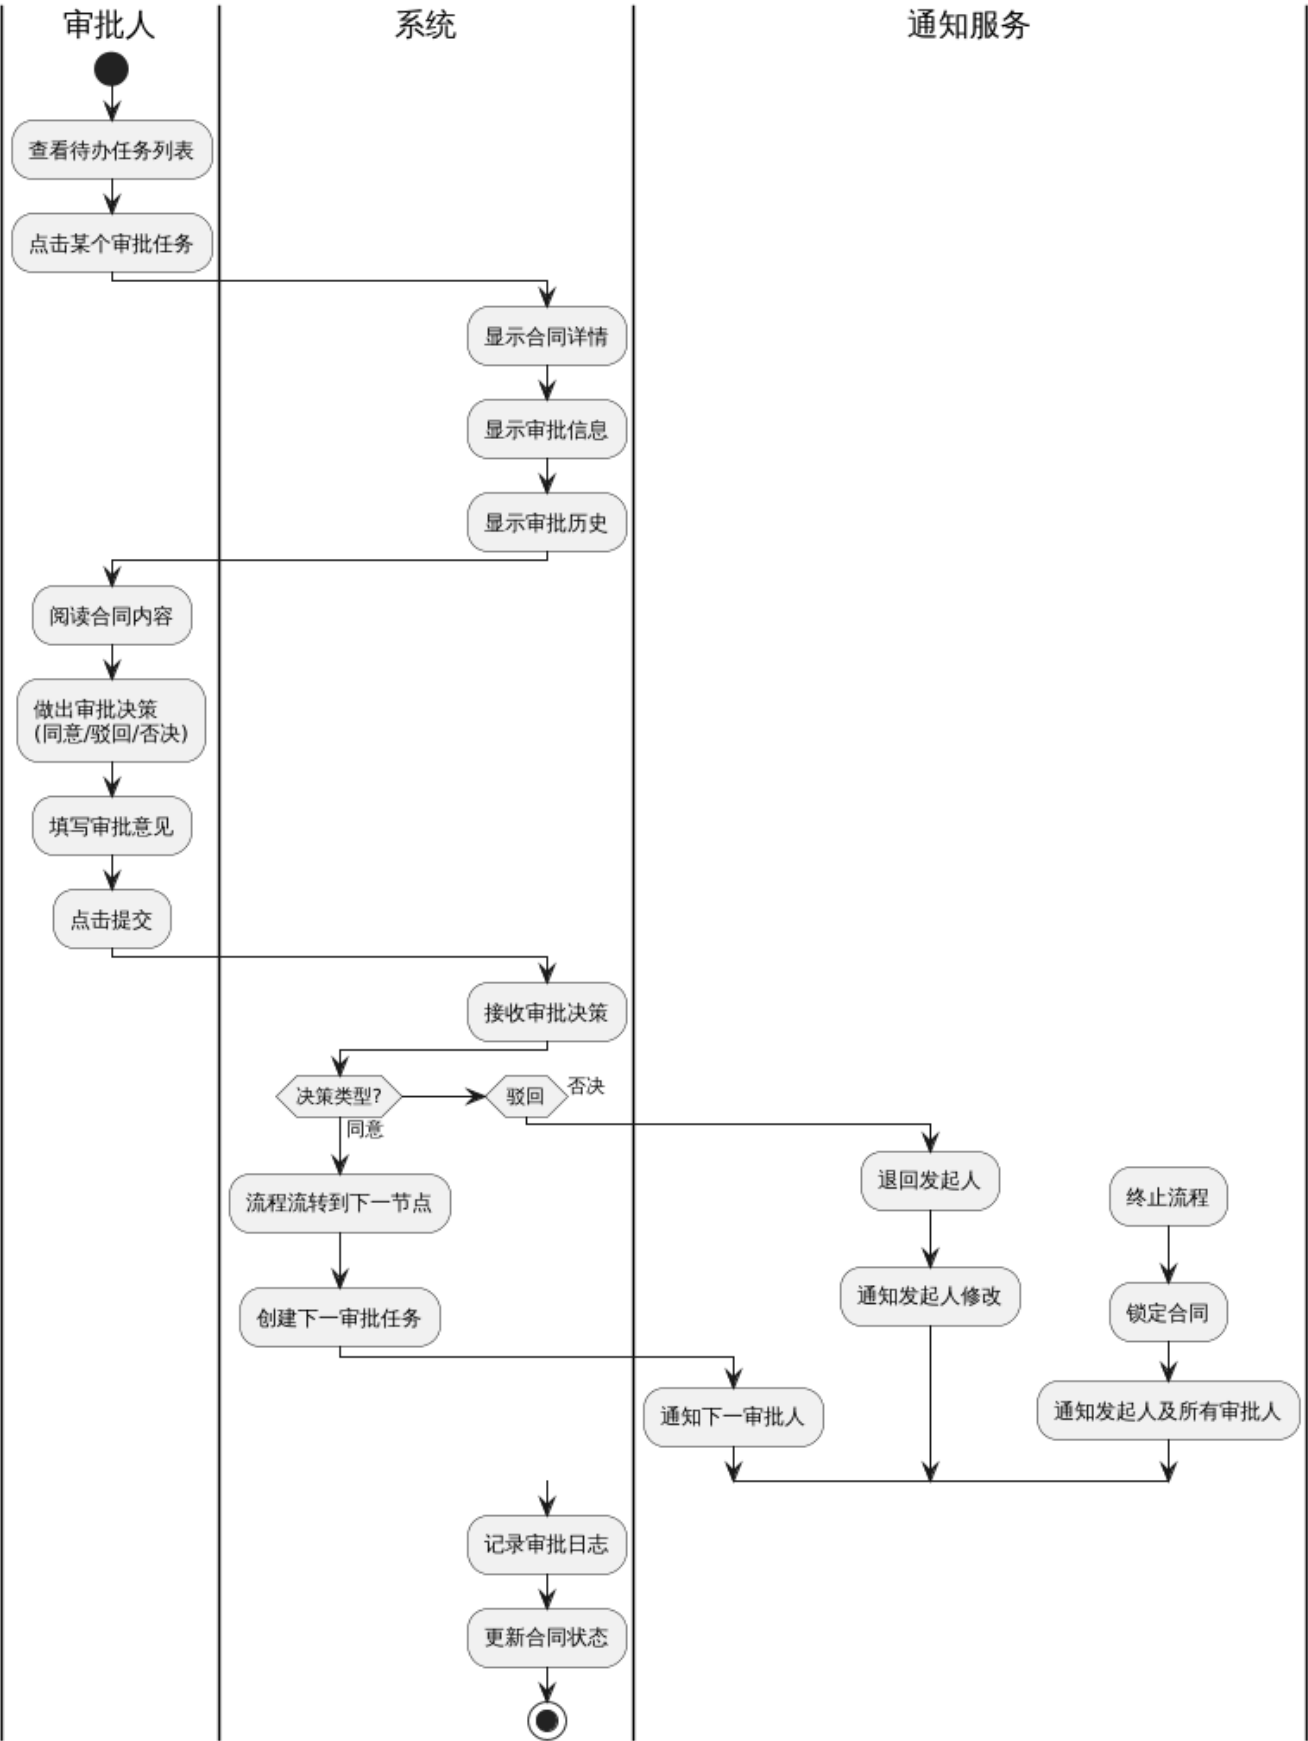 审批人
系统
通知服务
查看待办任务列表
点击某个审批任务
显示合同详情
显示审批信息
显示审批历史
阅读合同内容
做出审批决策
(同意/驳回/否决)
填写审批意见
点击提交
接收审批决策
决策类型?
驳回
否决
同意
退回发起人
终止流程
流程流转到下一节点
通知发起人修改
锁定合同
创建下一审批任务
通知下一审批人
通知发起人及所有审批人
记录审批日志
更新合同状态